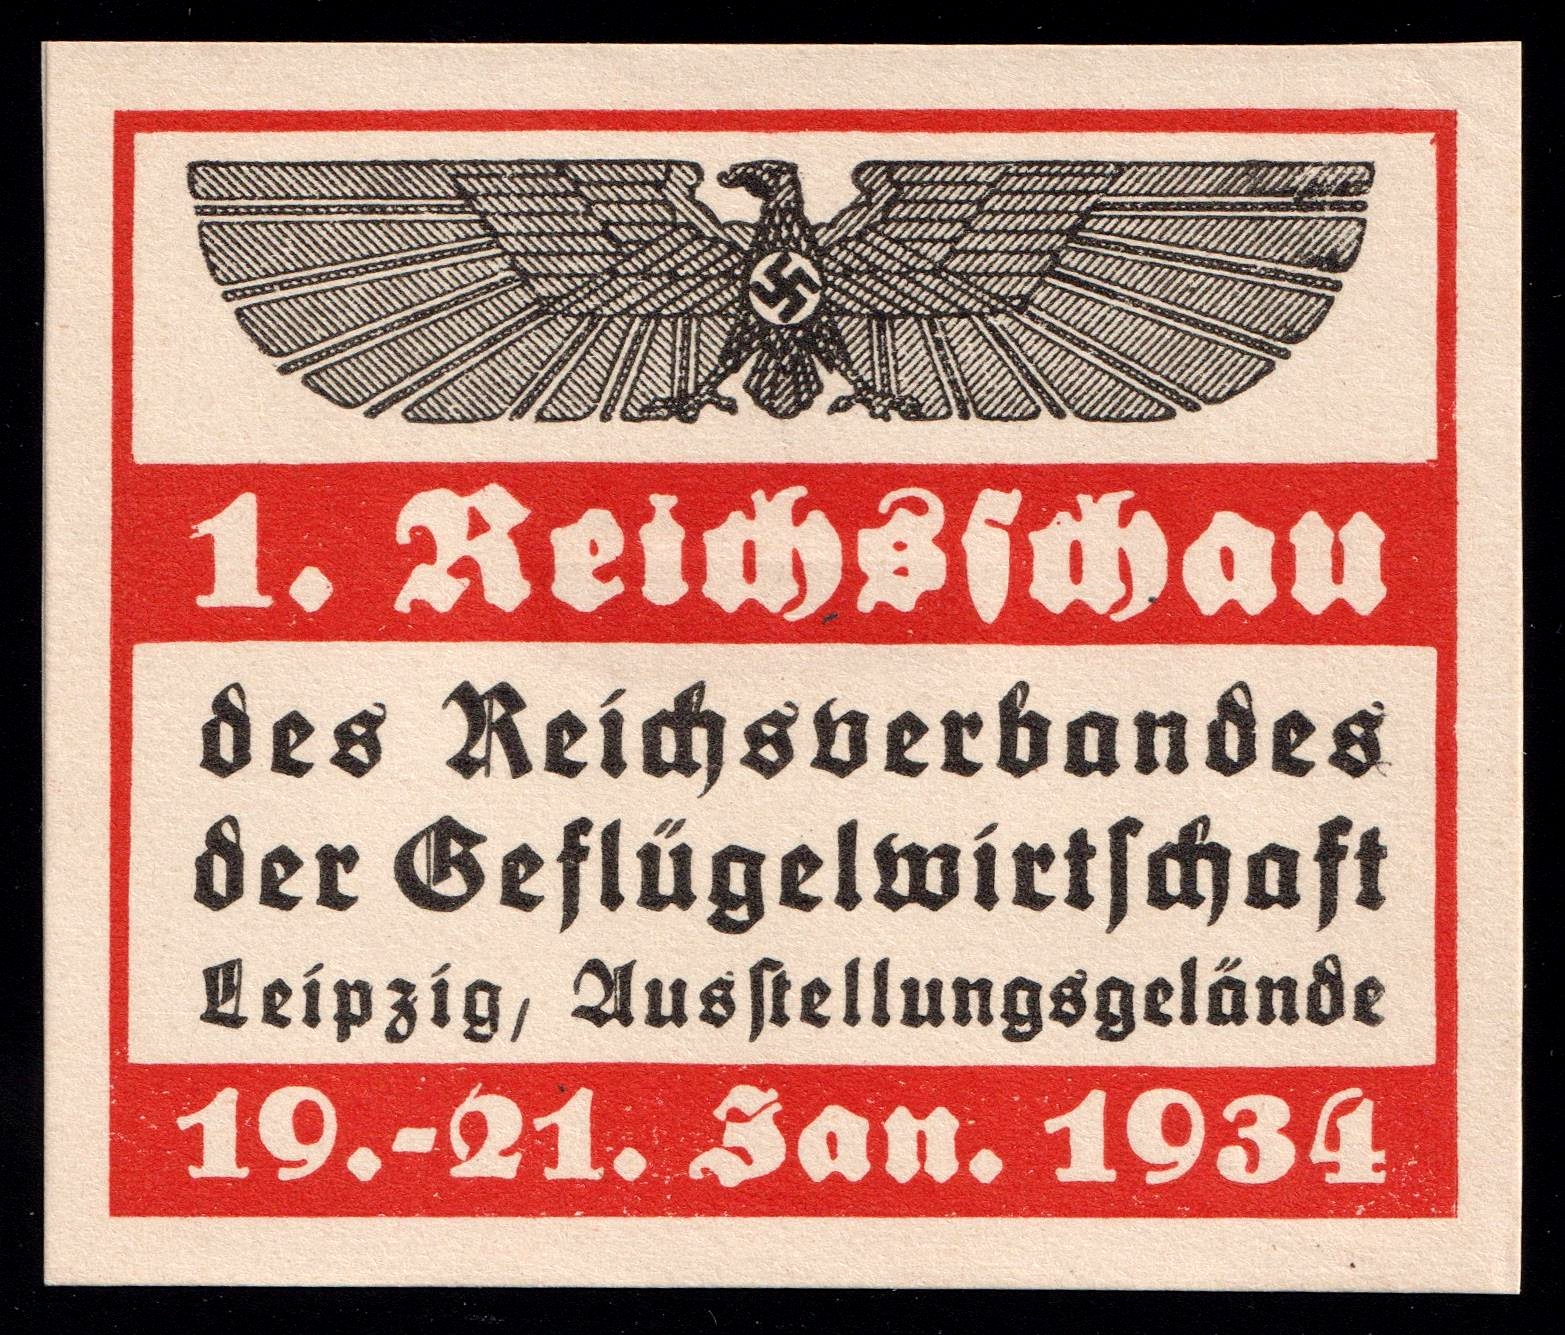 1. Reichsschau
des Reichsverbandes
der Geflügelwirtschaft
Leipzig, Ausstellungsgelände
19.-21. Jan. 1934